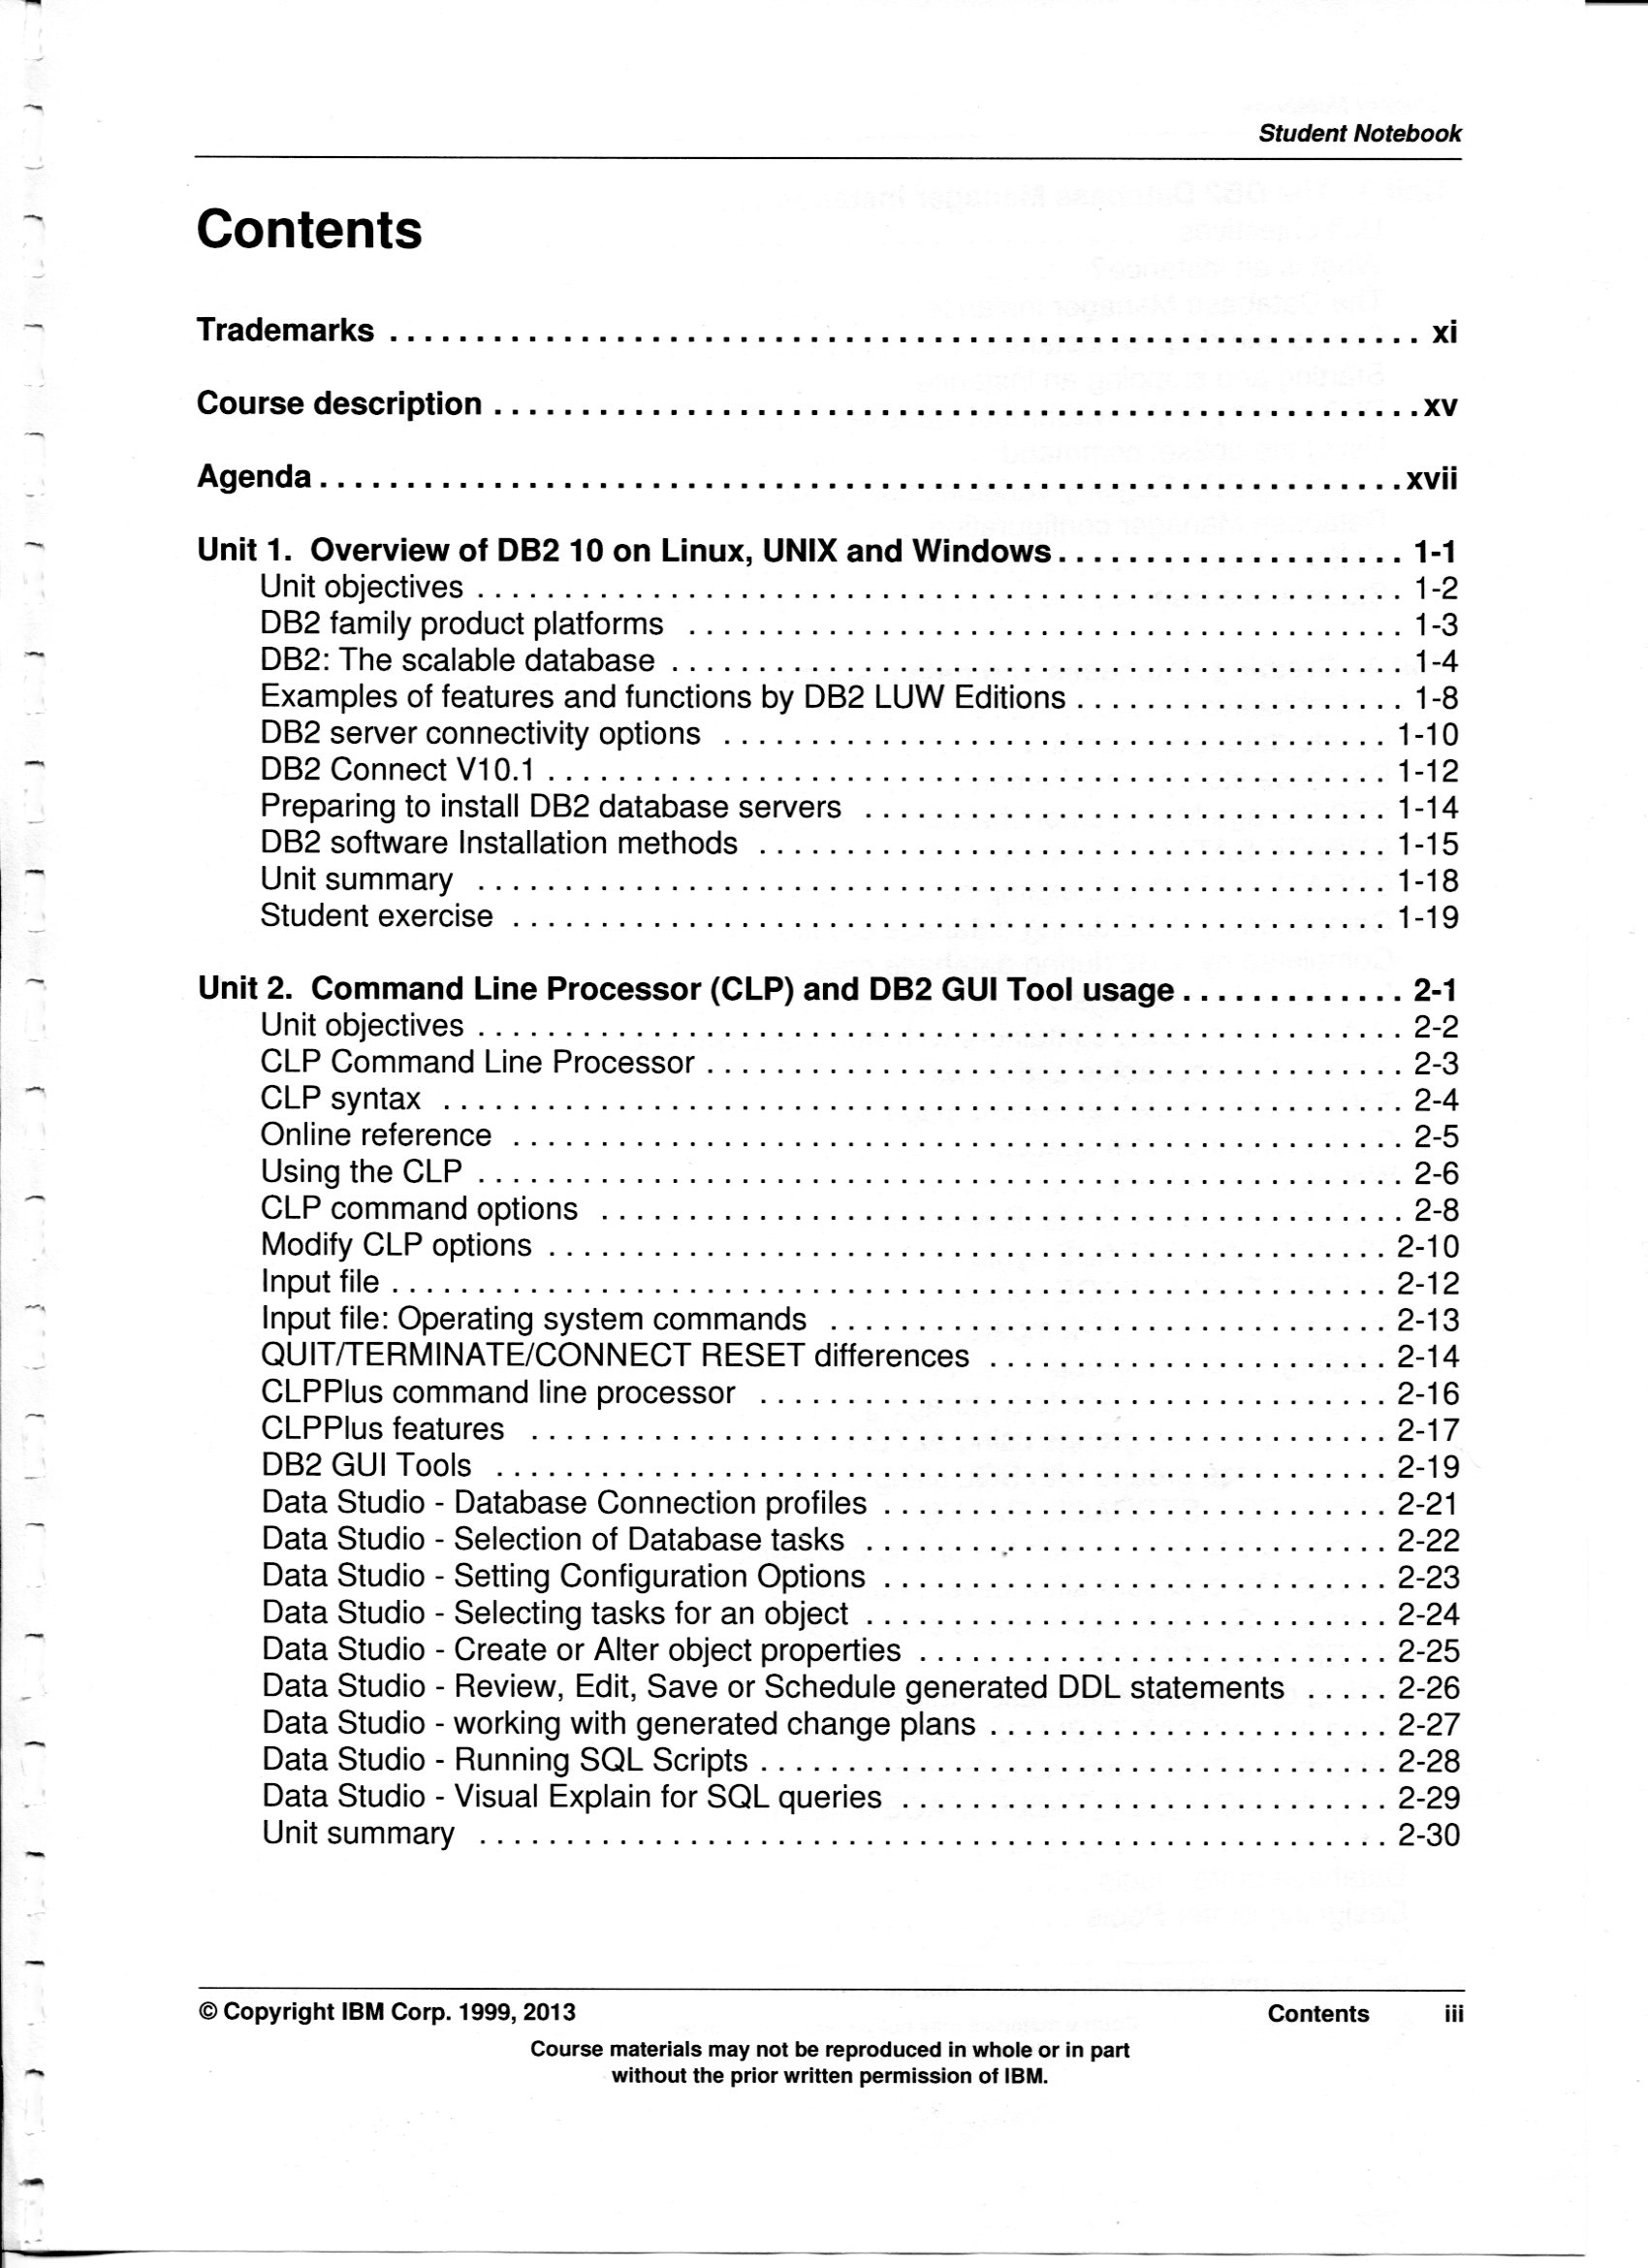 Student Notebook
Contents
Trademarks . . . . . . . . . . . . . . . . . . . . . . . . . . . . . . . . . . . . . . . . . . . . . . . . . . . . . . . . . . . . xi
Course description . . . . . . . . . . . . . . . . . . . . . . . . . . . . . . . . . . . . . . . . . . . . . . . . . . . . . . xv
Agenda . . . . . . . . . . . . . . . . . . . . . . . . . . . . . . . . . . . . . . . . . . . . . . . . . . . . . . . . . . . . . . . xvii
Unit 1. Overview of DB2 10 on Linux, UNIX and Windows . . . . . . . . . . . . . . . . . . . . 1-1
Unit objectives . . . . . . . . . . . . . . . . . . . . . . . . . . . . . . . . . . . . . . . . . . . . . . . . . . . . . . 1-2
DB2 family product platforms . . . . . . . . . . . . . . . . . . . . . . . . . . . . . . . . . . . . . . . . . . 1-3
DB2: The scalable database . . . . . . . . . . . . . . . . . . . . . . . . . . . . . . . . . . . . . . . . . . . 1-4
Examples of features and functions by DB2 LUW Editions . . . . . . . . . . . . . . . . . . . 1-8
DB2 server connectivity options . . . . . . . . . . . . . . . . . . . . . . . . . . . . . . . . . . . . . . . 1-10
DB2 Connect V10.1 . . . . . . . . . . . . . . . . . . . . . . . . . . . . . . . . . . . . . . . . . . . . . . . . . 1-12
Preparing to install DB2 database servers . . . . . . . . . . . . . . . . . . . . . . . . . . . . . . . 1-14
DB2 software Installation methods . . . . . . . . . . . . . . . . . . . . . . . . . . . . . . . . . . . . . 1-15
Unit summary . . . . . . . . . . . . . . . . . . . . . . . . . . . . . . . . . . . . . . . . . . . . . . . . . . . . . 1-18
Student exercise . . . . . . . . . . . . . . . . . . . . . . . . . . . . . . . . . . . . . . . . . . . . . . . . . . . 1-19
Unit 2. Command Line Processor (CLP) and DB2 GUI Tool usage . . . . . . . . . . . . . 2-1
Unit objectives . . . . . . . . . . . . . . . . . . . . . . . . . . . . . . . . . . . . . . . . . . . . . . . . . . . . . . 2-2
CLP Command Line Processor . . . . . . . . . . . . . . . . . . . . . . . . . . . . . . . . . . . . . . . . . 2-3
CLP syntax . . . . . . . . . . . . . . . . . . . . . . . . . . . . . . . . . . . . . . . . . . . . . . . . . . . . . . . . 2-4
Online reference . . . . . . . . . . . . . . . . . . . . . . . . . . . . . . . . . . . . . . . . . . . . . . . . . . . . 2-5
Using the CLP . . . . . . . . . . . . . . . . . . . . . . . . . . . . . . . . . . . . . . . . . . . . . . . . . . . . . . 2-6
CLP command options . . . . . . . . . . . . . . . . . . . . . . . . . . . . . . . . . . . . . . . . . . . . . . . 2-8
Modify CLP options . . . . . . . . . . . . . . . . . . . . . . . . . . . . . . . . . . . . . . . . . . . . . . . . . 2-10
Input file . . . . . . . . . . . . . . . . . . . . . . . . . . . . . . . . . . . . . . . . . . . . . . . . . . . . . . . . . . 2-12
Input file: Operating system commands . . . . . . . . . . . . . . . . . . . . . . . . . . . . . . . . . 2-13
QUIT/TERMINATE/CONNECT RESET differences . . . . . . . . . . . . . . . . . . . . . . . . 2-14
CLPPlus command line processor . . . . . . . . . . . . . . . . . . . . . . . . . . . . . . . . . . . . . 2-16
CLPPlus features . . . . . . . . . . . . . . . . . . . . . . . . . . . . . . . . . . . . . . . . . . . . . . . . . . 2-17
DB2 GUI Tools . . . . . . . . . . . . . . . . . . . . . . . . . . . . . . . . . . . . . . . . . . . . . . . . . . . . 2-19
Data Studio - Database Connection profiles . . . . . . . . . . . . . . . . . . . . . . . . . . . . . 2-21
Data Studio - Selection of Database tasks . . . . . . . . . . . . . . . . . . . . . . . . . . . . . . . 2-22
Data Studio - Setting Configuration Options . . . . . . . . . . . . . . . . . . . . . . . . . . . . . 2-23
Data Studio - Selecting tasks for an object . . . . . . . . . . . . . . . . . . . . . . . . . . . . . . . 2-24
Data Studio - Create or Alter object properties . . . . . . . . . . . . . . . . . . . . . . . . . . . 2-25
Data Studio - Review, Edit, Save or Schedule generated DDL statements . . . . . 2-26
Data Studio - working with generated change plans . . . . . . . . . . . . . . . . . . . . . . . 2-27
Data Studio - Running SQL Scripts . . . . . . . . . . . . . . . . . . . . . . . . . . . . . . . . . . . . . 2-28
Data Studio - Visual Explain for SQL queries . . . . . . . . . . . . . . . . . . . . . . . . . . . . 2-29
Unit summary . . . . . . . . . . . . . . . . . . . . . . . . . . . . . . . . . . . . . . . . . . . . . . . . . . . . . 2-30
© Copyright IBM Corp. 1999, 2013 Contents iii
Course materials may not be reproduced in whole or in part
without the prior written permission of IBM.